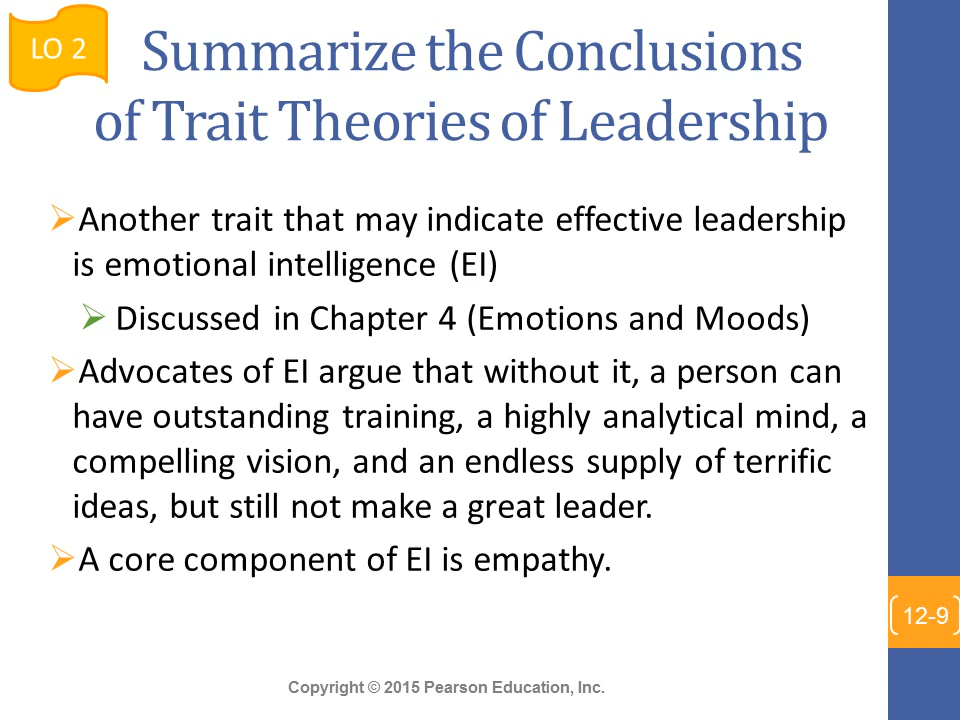 LO 2
Summarize the Conclusions
of Trait Theories of Leadership
Another trait that may indicate effective leadership
is emotional intelligence (EI)
Discussed in Chapter 4 (Emotions and Moods)
Advocates of EI argue that without it, a person can
have outstanding training, a highly analytical mind, a
compelling vision, and an endless supply of terrific
ideas, but still not make a great leader.
A core component of EI is empathy.
12-9
Copyright © 2015 Pearson Education, Inc.